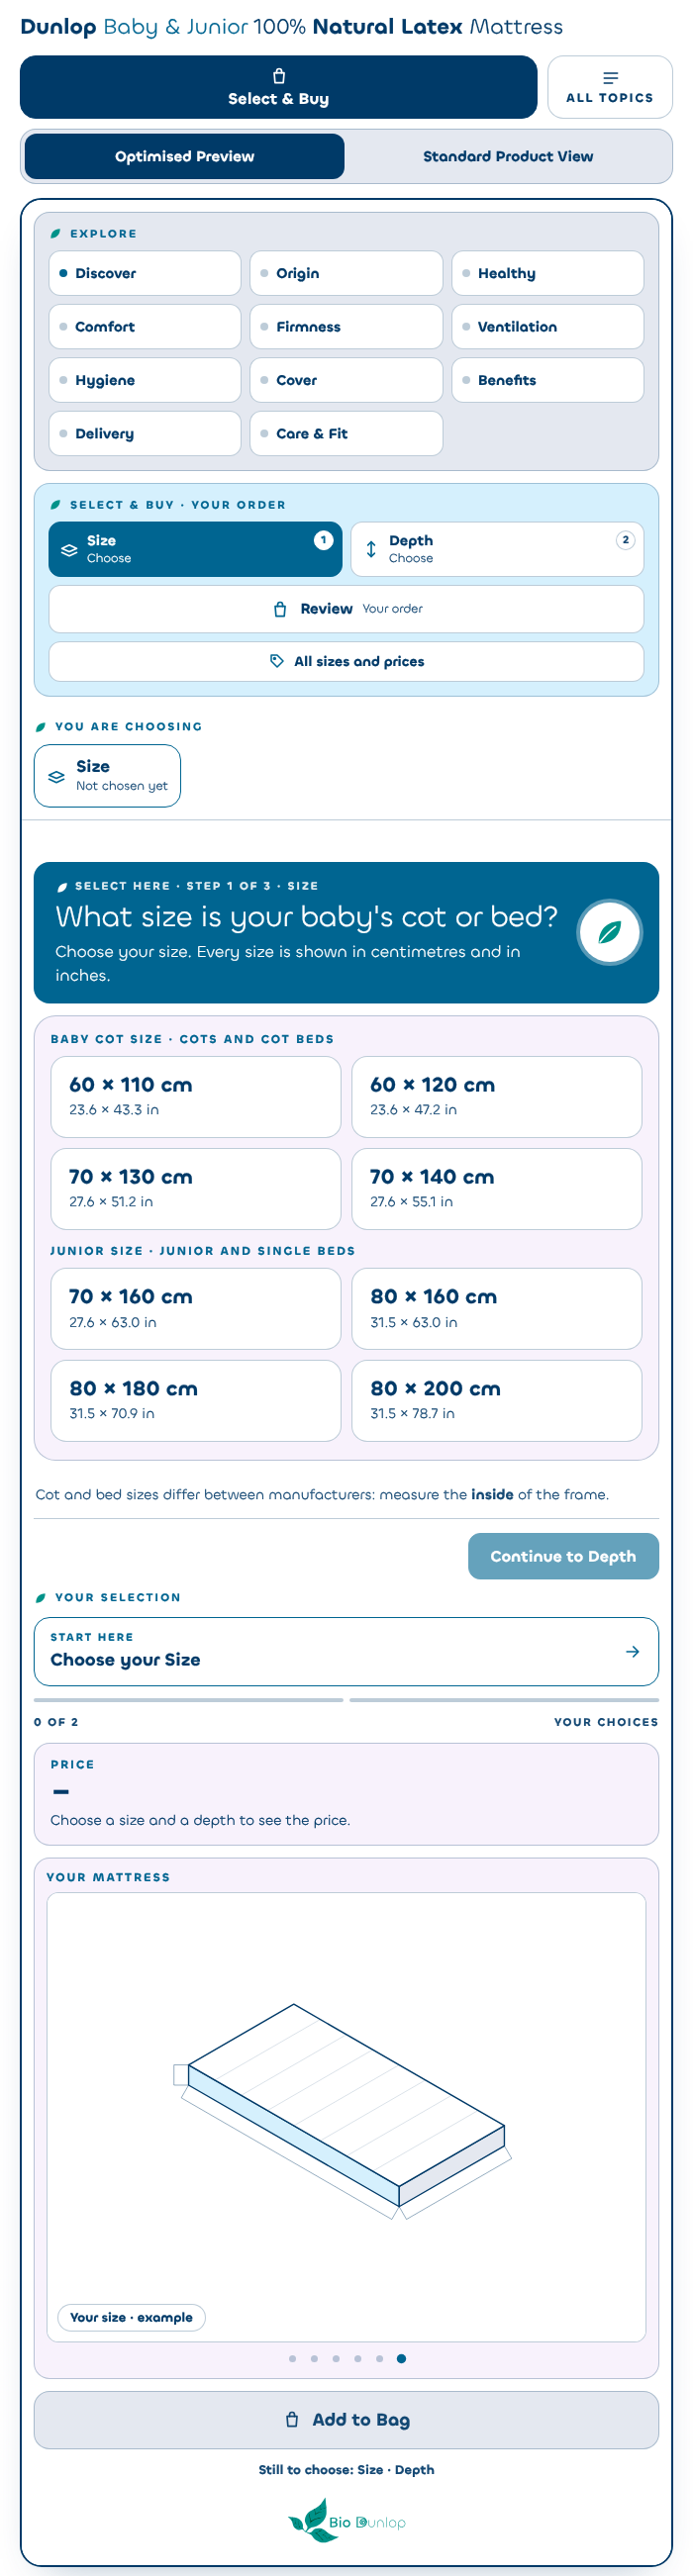 Dunlop Baby & Junior 100% Natural Latex Mattress
Select & Buy
ALL TOPICS
Optimised Preview
Standard Product View
EXPLORE
Discover
Origin
Healthy
Comfort
Firmness
Ventilation
Hygiene
Cover
Benefits
Delivery
Care & Fit
SELECT & BUY · YOUR ORDER
Size
Choose
1
Depth
Choose
2
Review Your order
All sizes and prices
YOU ARE CHOOSING
Size
Not chosen yet
SELECT HERE · STEP 1 OF 3 · SIZE
What size is your baby's cot or bed?
Choose your size. Every size is shown in centimetres and in
inches.
BABY COT SIZE · COTS AND COT BEDS
60 × 110 cm
23.6 × 43.3 in
60 × 120 cm
23.6 × 47.2 in
70 × 130 cm
27.6 × 51.2 in
70 × 140 cm
27.6 × 55.1 in
JUNIOR SIZE · JUNIOR AND SINGLE BEDS
70 × 160 cm
27.6 × 63.0 in
80 × 160 cm
31.5 × 63.0 in
80 × 180 cm
31.5 × 70.9 in
80 × 200 cm
31.5 × 78.7 in
Cot and bed sizes differ between manufacturers: measure the inside of the frame.
Continue to Depth
YOUR SELECTION
START HERE
Choose your Size
0 OF 2
YOUR CHOICES
PRICE
–
Choose a size and a depth to see the price.
YOUR MATTRESS
Your size · example
Add to Bag
Still to choose: Size · Depth
Bio Dunlop